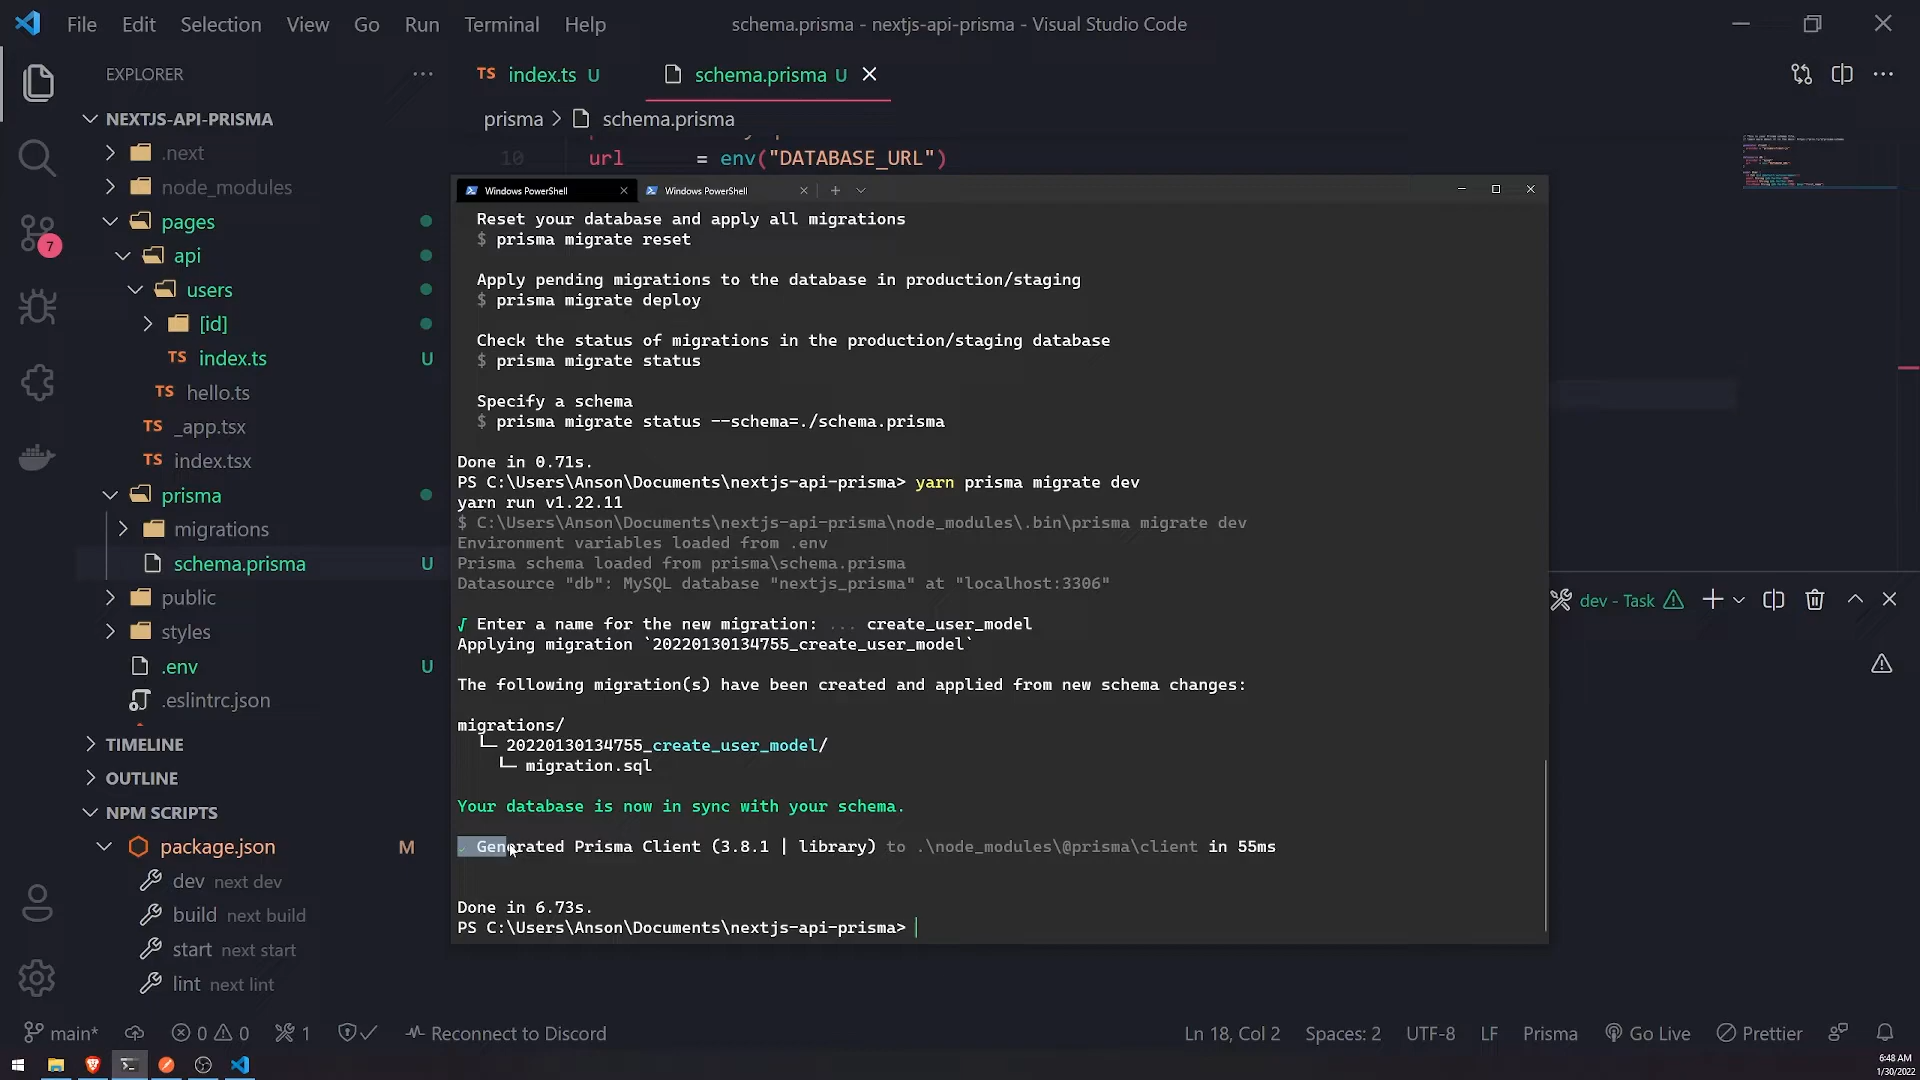 File Edit Selection View Go Run Terminal Help
schema.prisma - nextjs-api-prisma - Visual Studio Code
EXPLORER
TS index.ts U
schema.prisma U
NEXTJS-API-PRISMA
prisma > schema.prisma
.next
node_modules
pages
api
users
[id]
TS index.ts U
TS hello.ts
TS _app.tsx
TS index.tsx
prisma
migrations
schema.prisma U
public
styles
.env U
.eslintrc.json
TIMELINE
OUTLINE
NPM SCRIPTS
package.json M
dev next dev
build next build
start next start
lint next lint
7
10 url = env("DATABASE_URL")
Windows PowerShell
Windows PowerShell
Reset your database and apply all migrations
$ prisma migrate reset
Apply pending migrations to the database in production/staging
$ prisma migrate deploy
Check the status of migrations in the production/staging database
$ prisma migrate status
Specify a schema
$ prisma migrate status --schema=./schema.prisma
Done in 0.71s.
PS C:\Users\Anson\Documents\nextjs-api-prisma> yarn prisma migrate dev
yarn run v1.22.11
$ C:\Users\Anson\Documents\nextjs-api-prisma\node_modules\.bin\prisma migrate dev
Environment variables loaded from .env
Prisma schema loaded from prisma\schema.prisma
Datasource "db": MySQL database "nextjs_prisma" at "localhost:3306"
√ Enter a name for the new migration: ... create_user_model
Applying migration `20220130134755_create_user_model`
The following migration(s) have been created and applied from new schema changes:
migrations/
└─ 20220130134755_create_user_model/
└─ migration.sql
Your database is now in sync with your schema.
✔ Generated Prisma Client (3.8.1 | library) to .\node_modules\@prisma\client in 55ms
Done in 6.73s.
PS C:\Users\Anson\Documents\nextjs-api-prisma>
dev - Task
main* 0 0 1 Reconnect to Discord
Ln 18, Col 2 Spaces: 2 UTF-8 LF Prisma Go Live Prettier
6:48 AM
1/30/2022